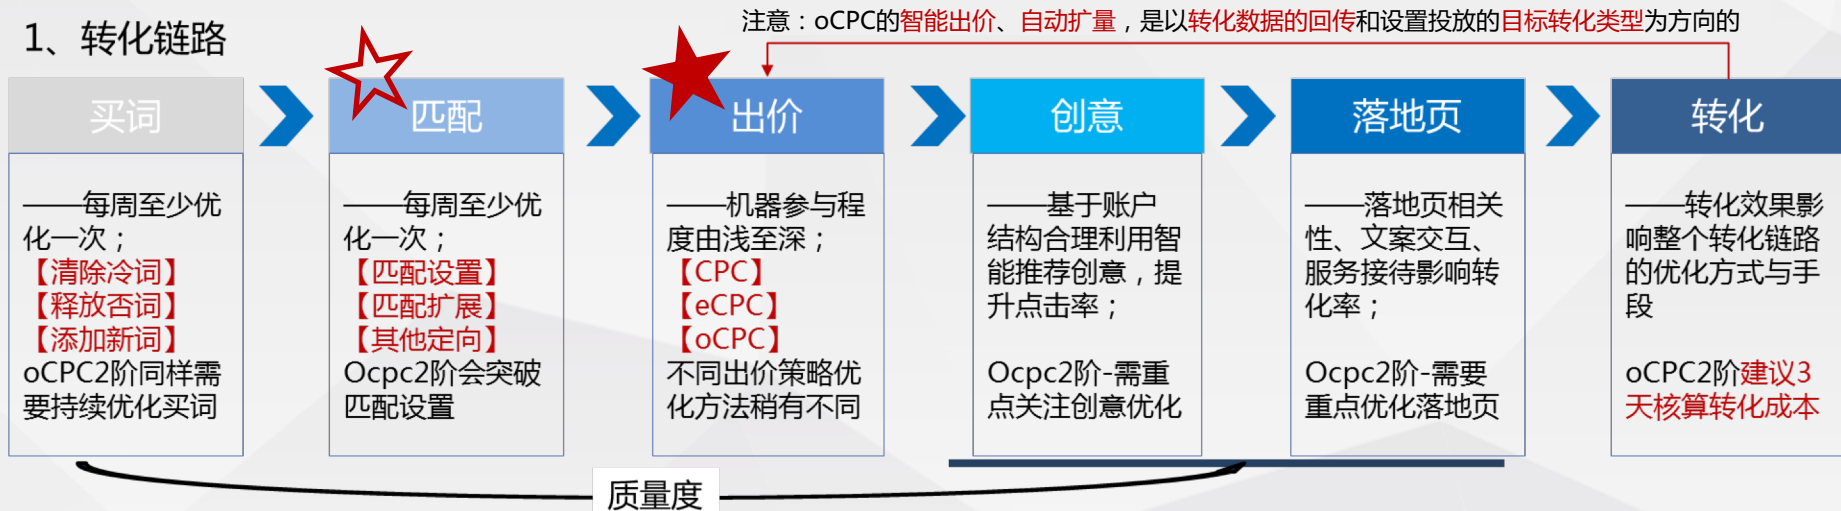 1、转化链路
注意：oCPC的智能出价、自动扩量，是以转化数据的回传和设置投放的目标转化类型为方向的
买词
——每周至少优
化一次；
【清除冷词】
【释放否词】
【添加新词】
oCPC2阶同样需
要持续优化买词
匹配
——每周至少优
化一次；
【匹配设置】
【匹配扩展】
【其他定向】
Ocpc2阶会突破
匹配设置
出价
——机器参与程
度由浅至深；
【CPC】
【eCPC】
【oCPC】
不同出价策略优
化方法稍有不同
创意
——基于账户
结构合理利用智
能推荐创意，提
升点击率；
Ocpc2阶-需重
点关注创意优化
落地页
——落地页相关
性、文案交互、
服务接待影响转
化率；
Ocpc2阶-需要
重点优化落地页
转化
——转化效果影
响整个转化链路
的优化方式与手
段
oCPC2阶建议3
天核算转化成本
质量度